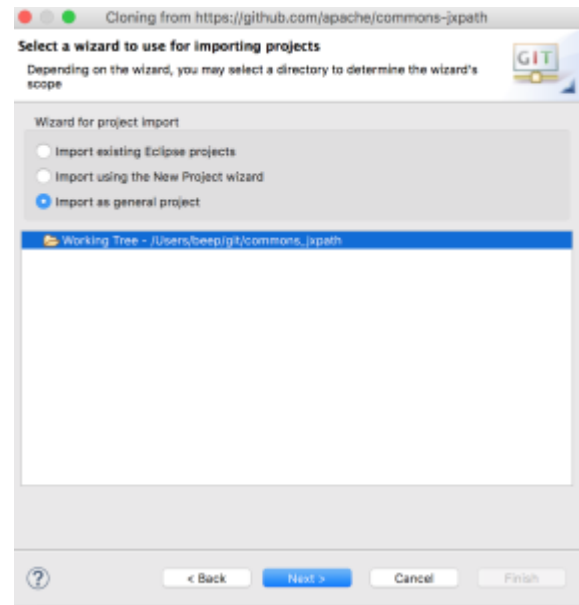 Cloning from https://github.com/apache/commons-jxpath
Select a wizard to use for importing projects
Depending on the wizard, you may select a directory to determine the wizard's
scope
GIT
Wizard for project import
Import existing Eclipse projects
Import using the New Project wizard
Import as general project
Working Tree - /Users/beep/git/commons_jxpath
?
< Back
Next >
Cancel
Finish